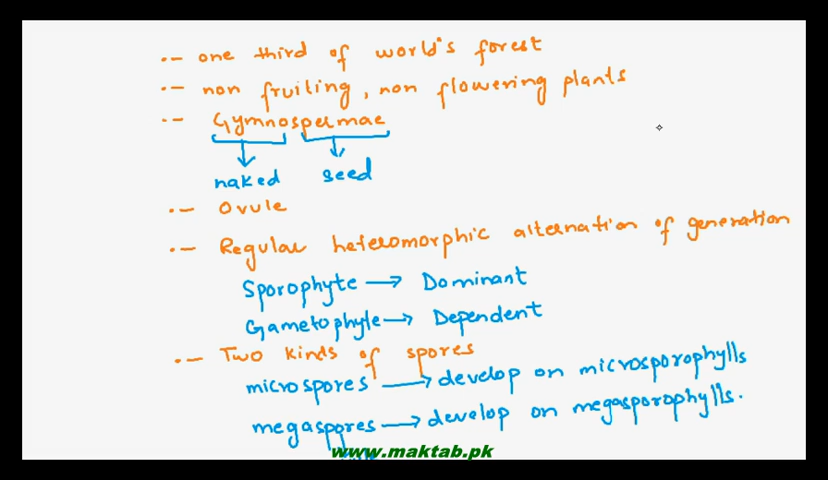 .- one third of world's forest
.- non fruiling, non flowering plants
.- Gymnospermae
naked seed
.- Ovule
.- Regular heteromorphic alternation of generation
Sporophyte → Dominant
Gametophyte → Dependent
.- Two kinds of spores
microspores → develop on microsporophylls
megaspores → develop on megasporophylls.
www.maktab.pk